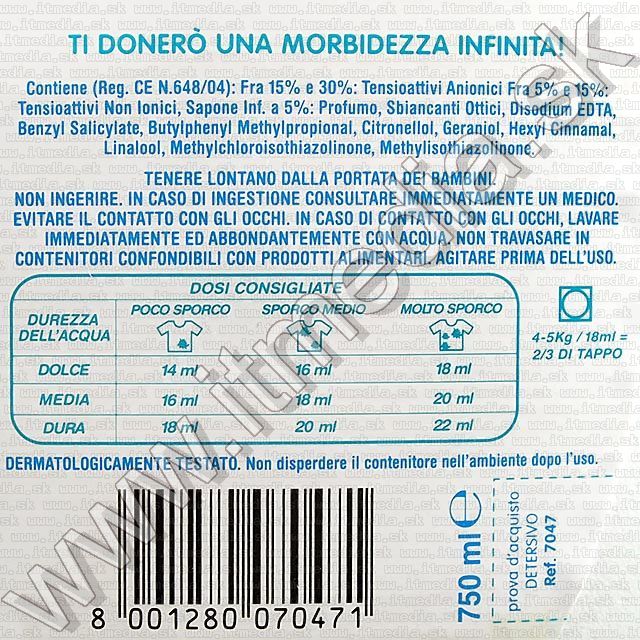 TI DONERÒ UNA MORBIDEZZA INFINITA!
Contiene (Reg. CE N.648/04): Fra 15% e 30%: Tensioattivi Anionici Fra 5% e 15%:
Tensioattivi Non Ionici, Sapone Inf. a 5%: Profumo, Sbiancanti Ottici, Disodium EDTA,
Benzyl Salicylate, Butylphenyl Methylpropional, Citronellol, Geraniol, Hexyl Cinnamal,
Linalool, Methylchloroisothiazolinone, Methylisothiazolinone.
TENERE LONTANO DALLA PORTATA DEI BAMBINI.
NON INGERIRE. IN CASO DI INGESTIONE CONSULTARE IMMEDIATAMENTE UN MEDICO.
EVITARE IL CONTATTO CON GLI OCCHI. IN CASO DI CONTATTO CON GLI OCCHI, LAVARE
IMMEDIATAMENTE ED ABBONDANTEMENTE CON ACQUA. NON TRAVASARE IN
CONTENITORI CONFONDIBILI CON PRODOTTI ALIMENTARI. AGITARE PRIMA DELL'USO.
DOSI CONSIGLIATE
DUREZZA DELL'ACQUA POCO SPORCO SPORCO MEDIO MOLTO SPORCO
DOLCE 14 ml 16 ml 18 ml
MEDIA 16 ml 18 ml 20 ml
DURA 18 ml 20 ml 22 ml
4-5Kg / 18ml =
2/3 DI TAPPO
DERMATOLOGICAMENTE TESTATO. Non disperdere il contenitore nell'ambiente dopo l'uso.
8 001280 070471
750 ml e
prova d'acquisto
DETERSIVO
Ref. 7047
www.itmedia.sk